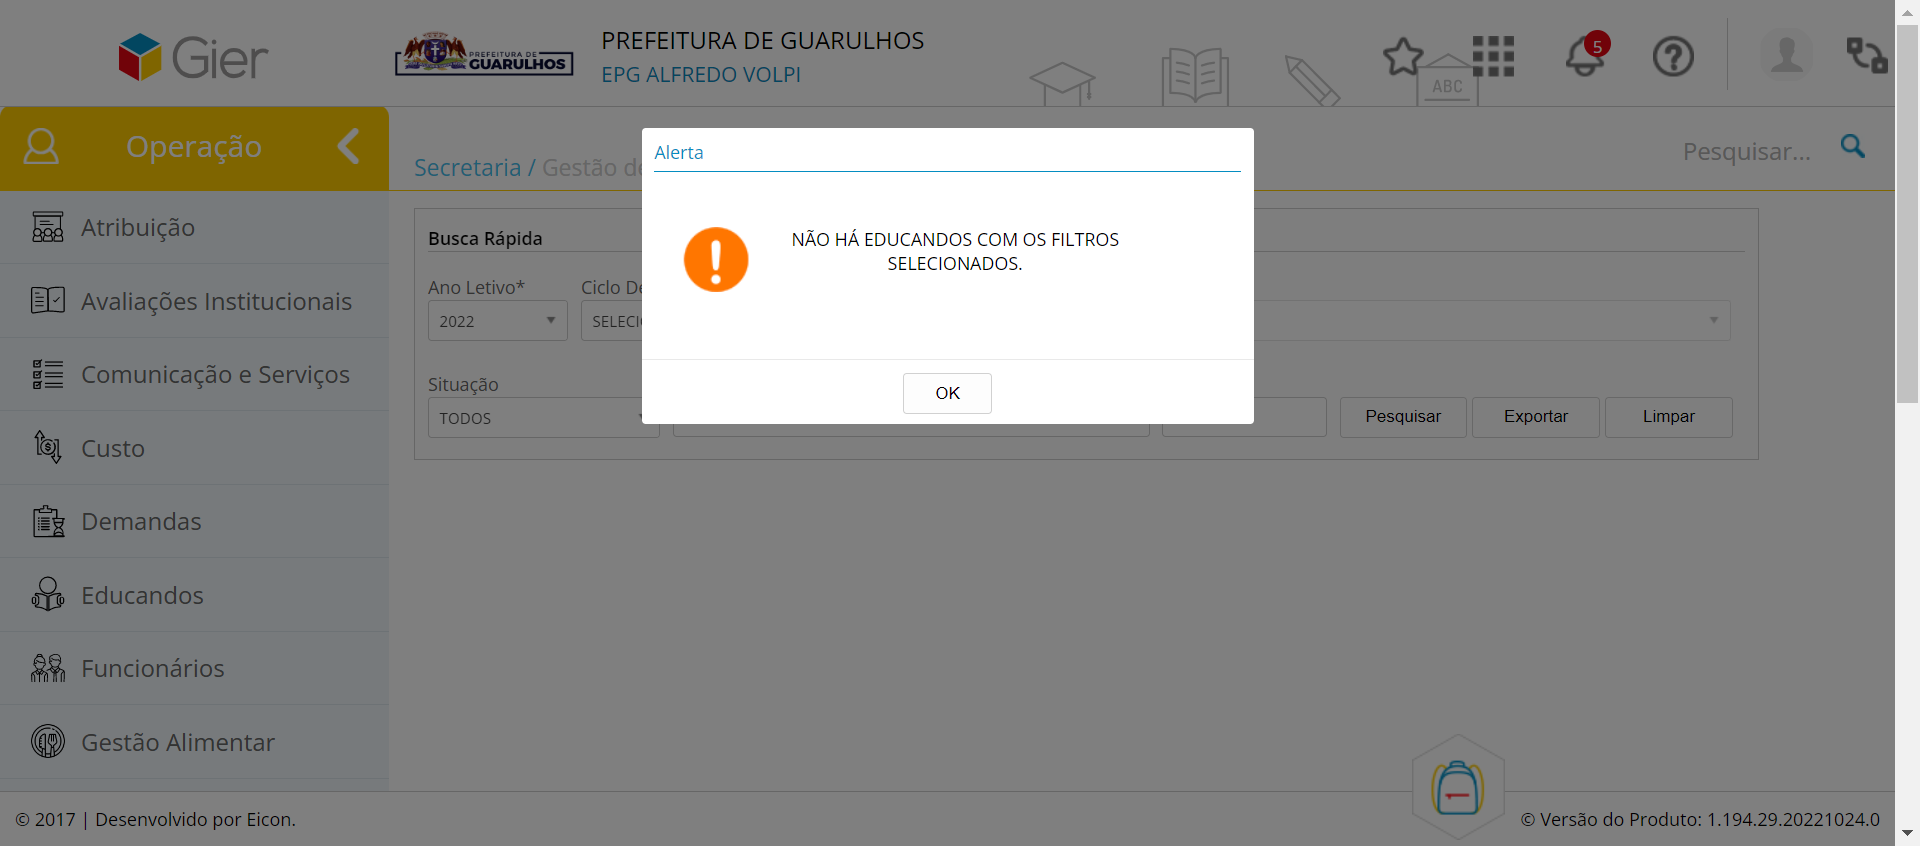 Gier
PREFEITURA DE
GUARULHOS
PREFEITURA DE GUARULHOS
EPG ALFREDO VOLPI
ABC
5
Operação
Secretaria / Gestão de
Pesquisar...
Alerta
NÃO HÁ EDUCANDOS COM OS FILTROS
SELECIONADOS.
OK
Atribuição
Avaliações Institucionais
Comunicação e Serviços
Custo
Demandas
Educandos
Funcionários
Gestão Alimentar
Busca Rápida
Ano Letivo*
Ciclo De
2022
SELECI
Situação
TODOS
Pesquisar
Exportar
Limpar
© 2017 | Desenvolvido por Eicon.
© Versão do Produto: 1.194.29.20221024.0